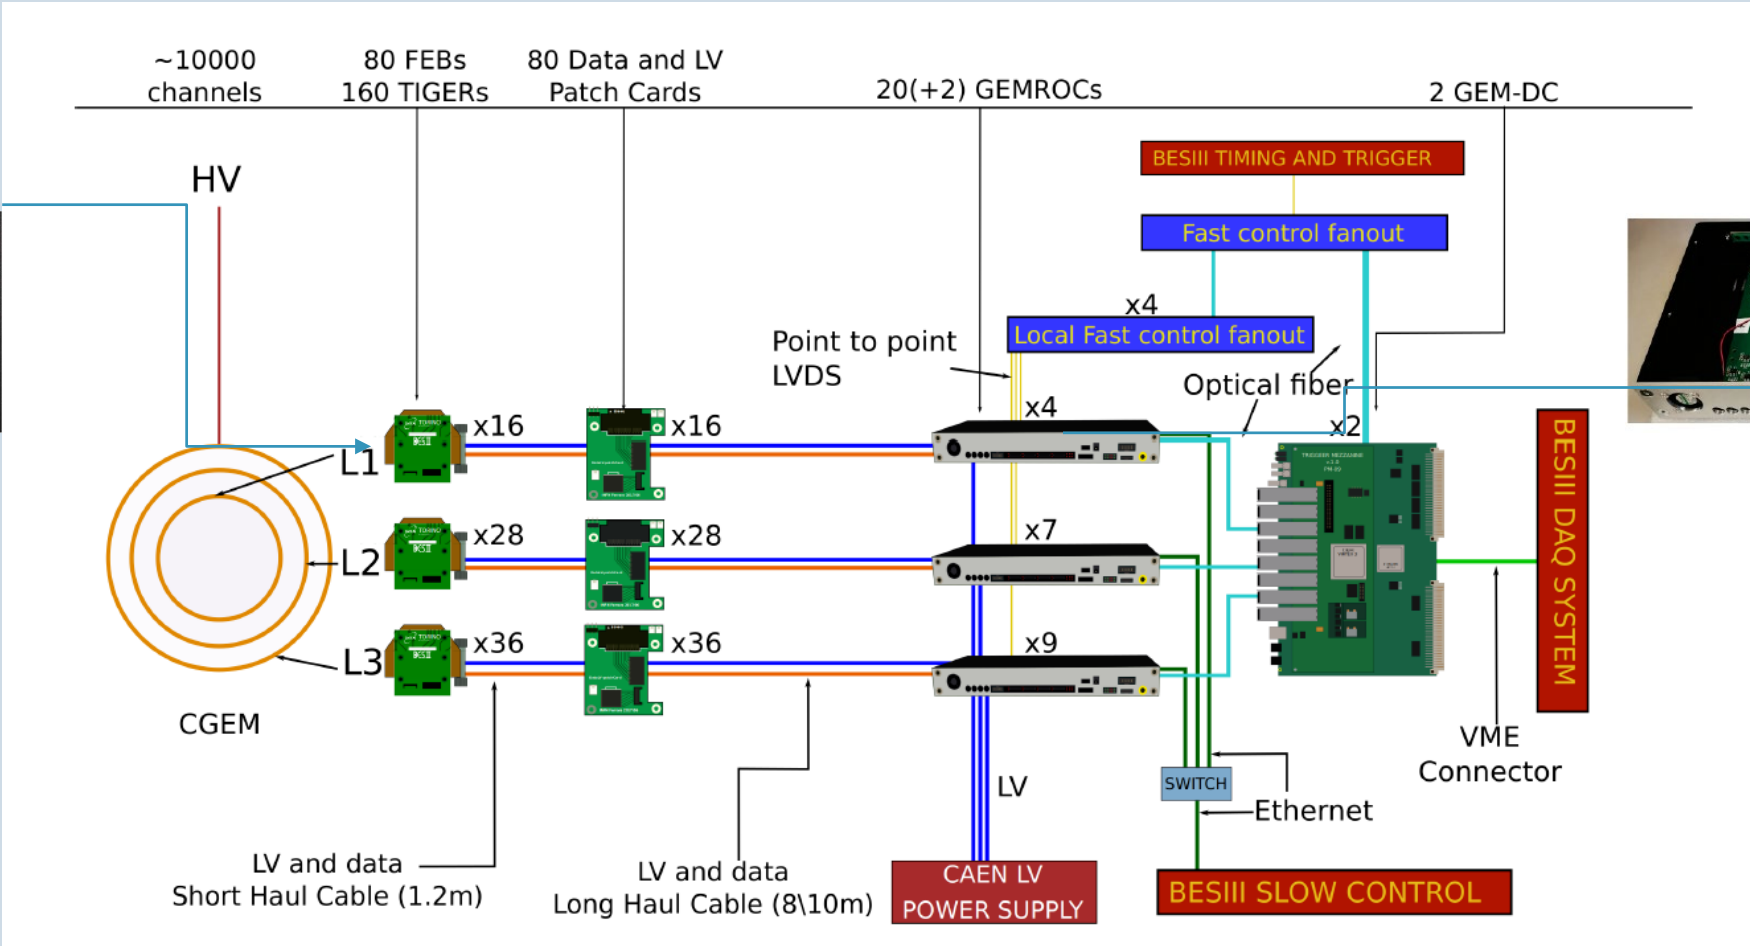 ~10000
channels
80 FEBs
160 TIGERs
80 Data and LV
Patch Cards
20(+2) GEMROCs
2 GEM-DC
BESIII TIMING AND TRIGGER
HV
Fast control fanout
x4
Local Fast control fanout
Point to point
LVDS
Optical fiber
x16
x16
x4
x2
L1
x28
x28
x7
L2
x36
x36
x9
L3
BESIII DAQ SYSTEM
CGEM
VME
Connector
LV
SWITCH
Ethernet
LV and data
Short Haul Cable (1.2m)
LV and data
Long Haul Cable (8\10m)
CAEN LV
POWER SUPPLY
BESIII SLOW CONTROL